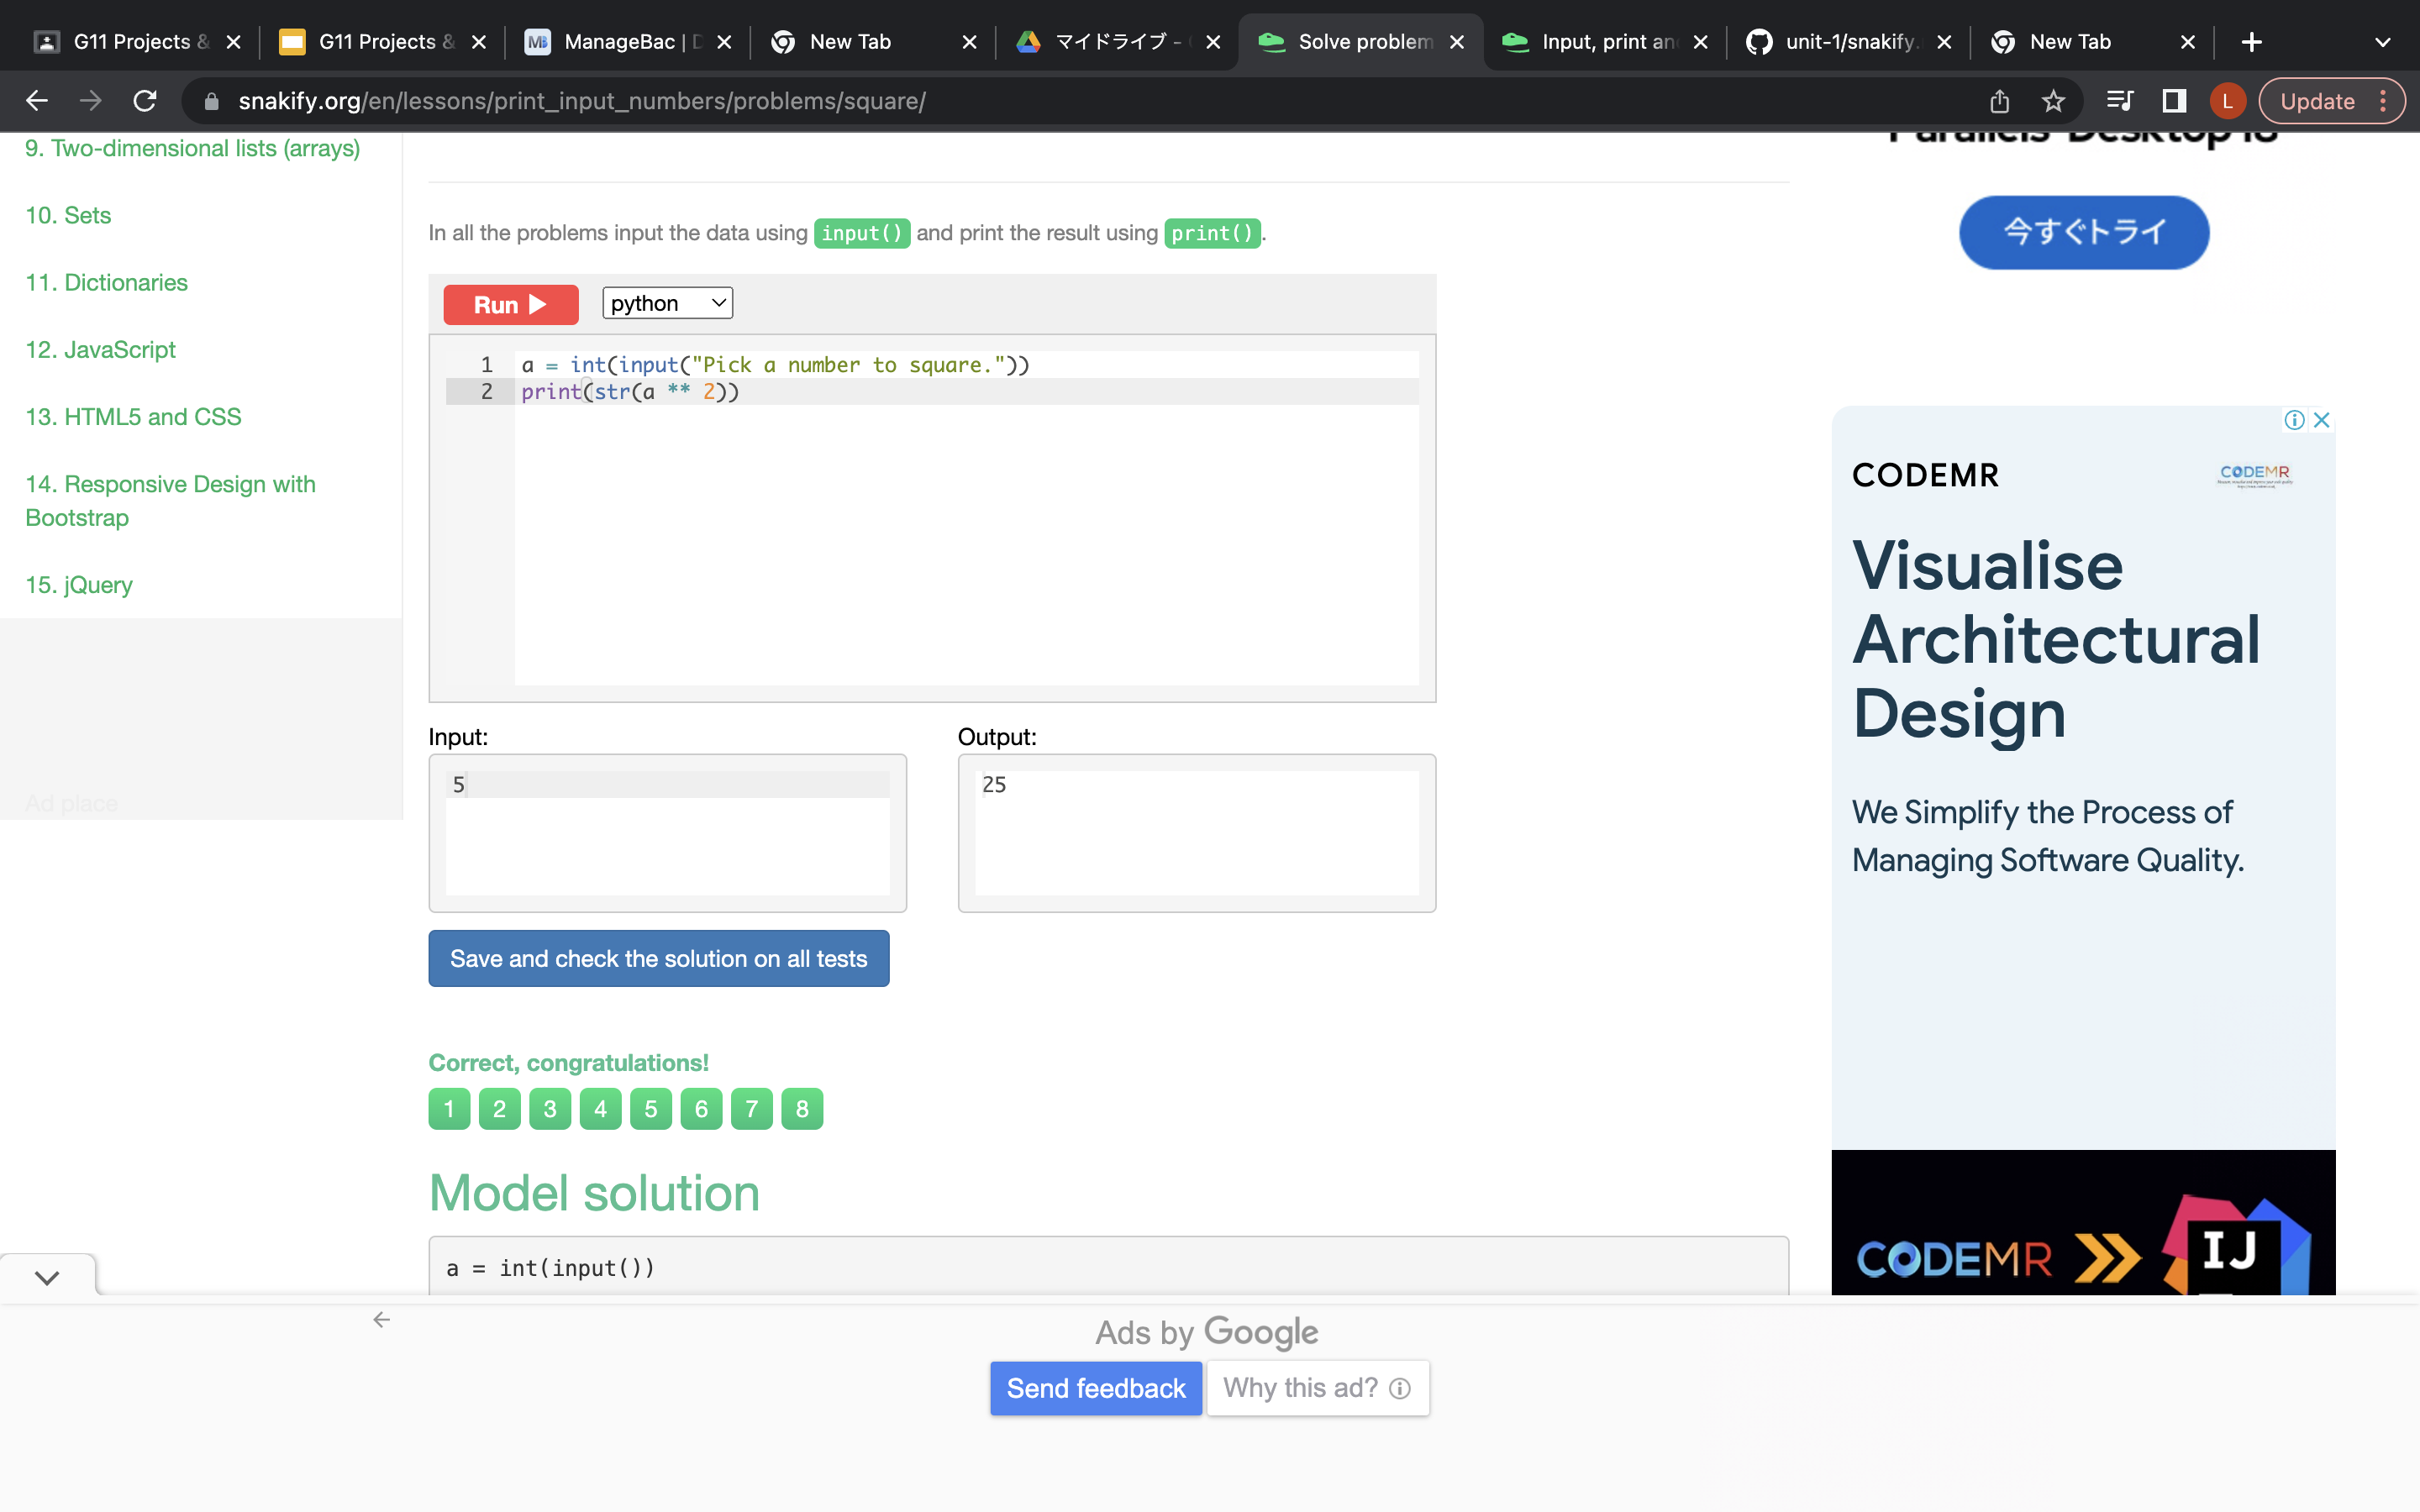 G11 Projects &
G11 Projects &
MB ManageBac | D
New Tab
マイドライブ -
Solve problem
Input, print an
unit-1/snakify.
New Tab
snakify.org/en/lessons/print_input_numbers/problems/square/
L
Update
9. Two-dimensional lists (arrays)
10. Sets
11. Dictionaries
12. JavaScript
13. HTML5 and CSS
14. Responsive Design with
Bootstrap
15. jQuery
Ad place
In all the problems input the data using input() and print the result using print().
Run
python
1 a = int(input("Pick a number to square."))
2 print(str(a ** 2))
Input:
5
Output:
25
Save and check the solution on all tests
Correct, congratulations!
1 2 3 4 5 6 7 8
Model solution
a = int(input())
Parallels Desktop 18
今すぐトライ
CODEMR
CODEMR
Visualise
Architectural
Design
We Simplify the Process of
Managing Software Quality.
CODEMR
IJ
Ads by Google
Send feedback
Why this ad?